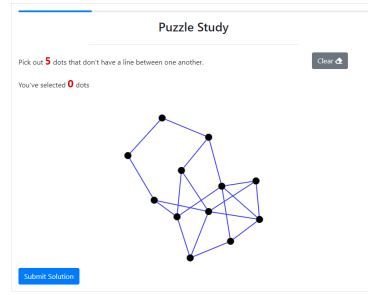 Puzzle Study
Pick out 5 dots that don't have a line between one another.
Clear
You've selected 0 dots
Submit Solution